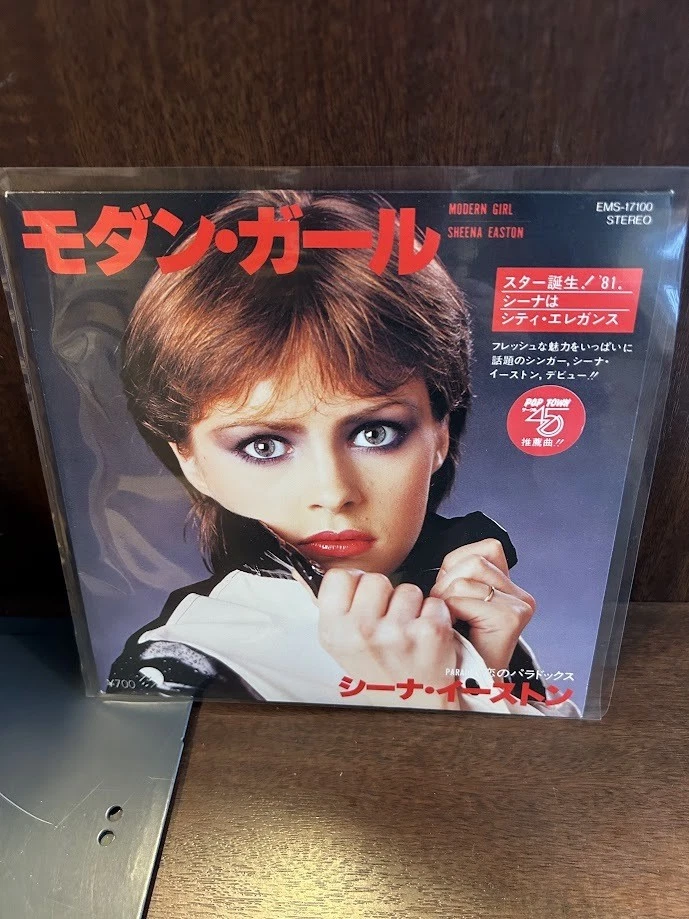 モダン・ガール
MODERN GIRL
SHEENA EASTON
EMS-17100
STEREO
スター誕生!'81、
シーナは
シティ・エレガンス
フレッシュな魅力をいっぱいに
話題のシンガー,シーナ・
イーストン,デビュー!!
POP TOWN
45
推薦曲!!
恋のパラドックス
シーナ・イーストン
¥700